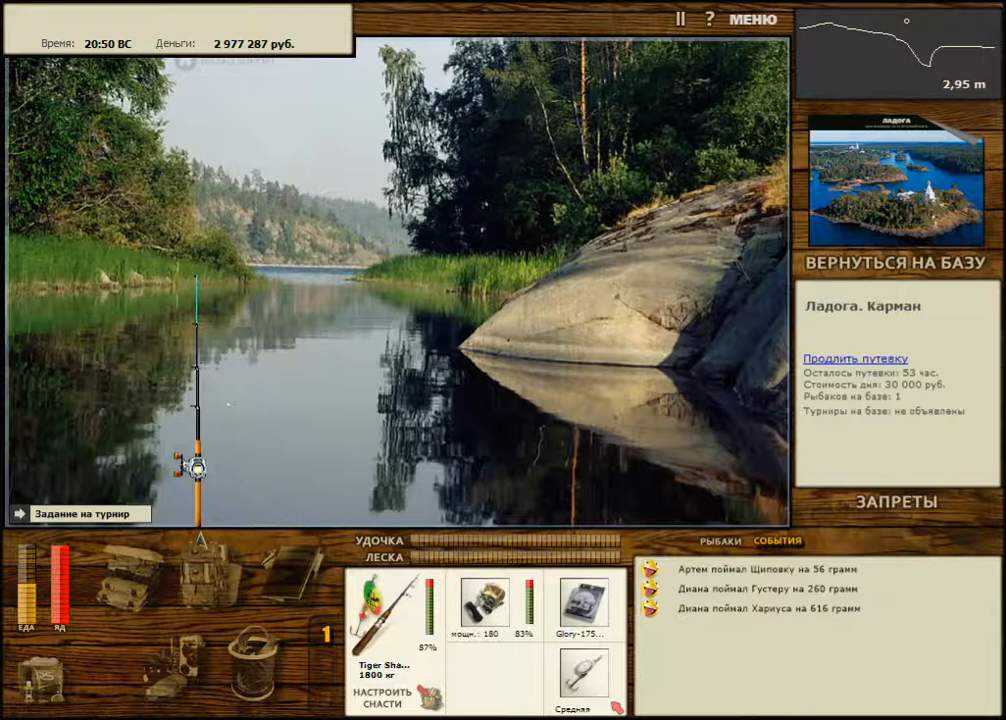 Время: 20:50 ВС Деньги: 2 977 287 руб.
|| ? МЕНЮ
2,95 m
ЛАДОГА
ВЕРНУТЬСЯ НА БАЗУ
Ладога. Карман
Продлить путевку
Осталось путевки: 53 час.
Стоимость дня: 30 000 руб.
Рыбаков на базе: 1
Турниры на базе: не объявлены
ЗАПРЕТЫ
Задание на турнир
УДОЧКА
ЛЕСКА
РЫБАКИ СОБЫТИЯ
Артем поймал Щиповку на 56 грамм
Диана поймал Густеру на 260 грамм
Диана поймал Хариуса на 616 грамм
ЕДА ЯД
1
87%
Tiger Sha...
1800 кг
НАСТРОИТЬ
СНАСТИ
мощн.: 180 83%
Glory-175...
Средняя